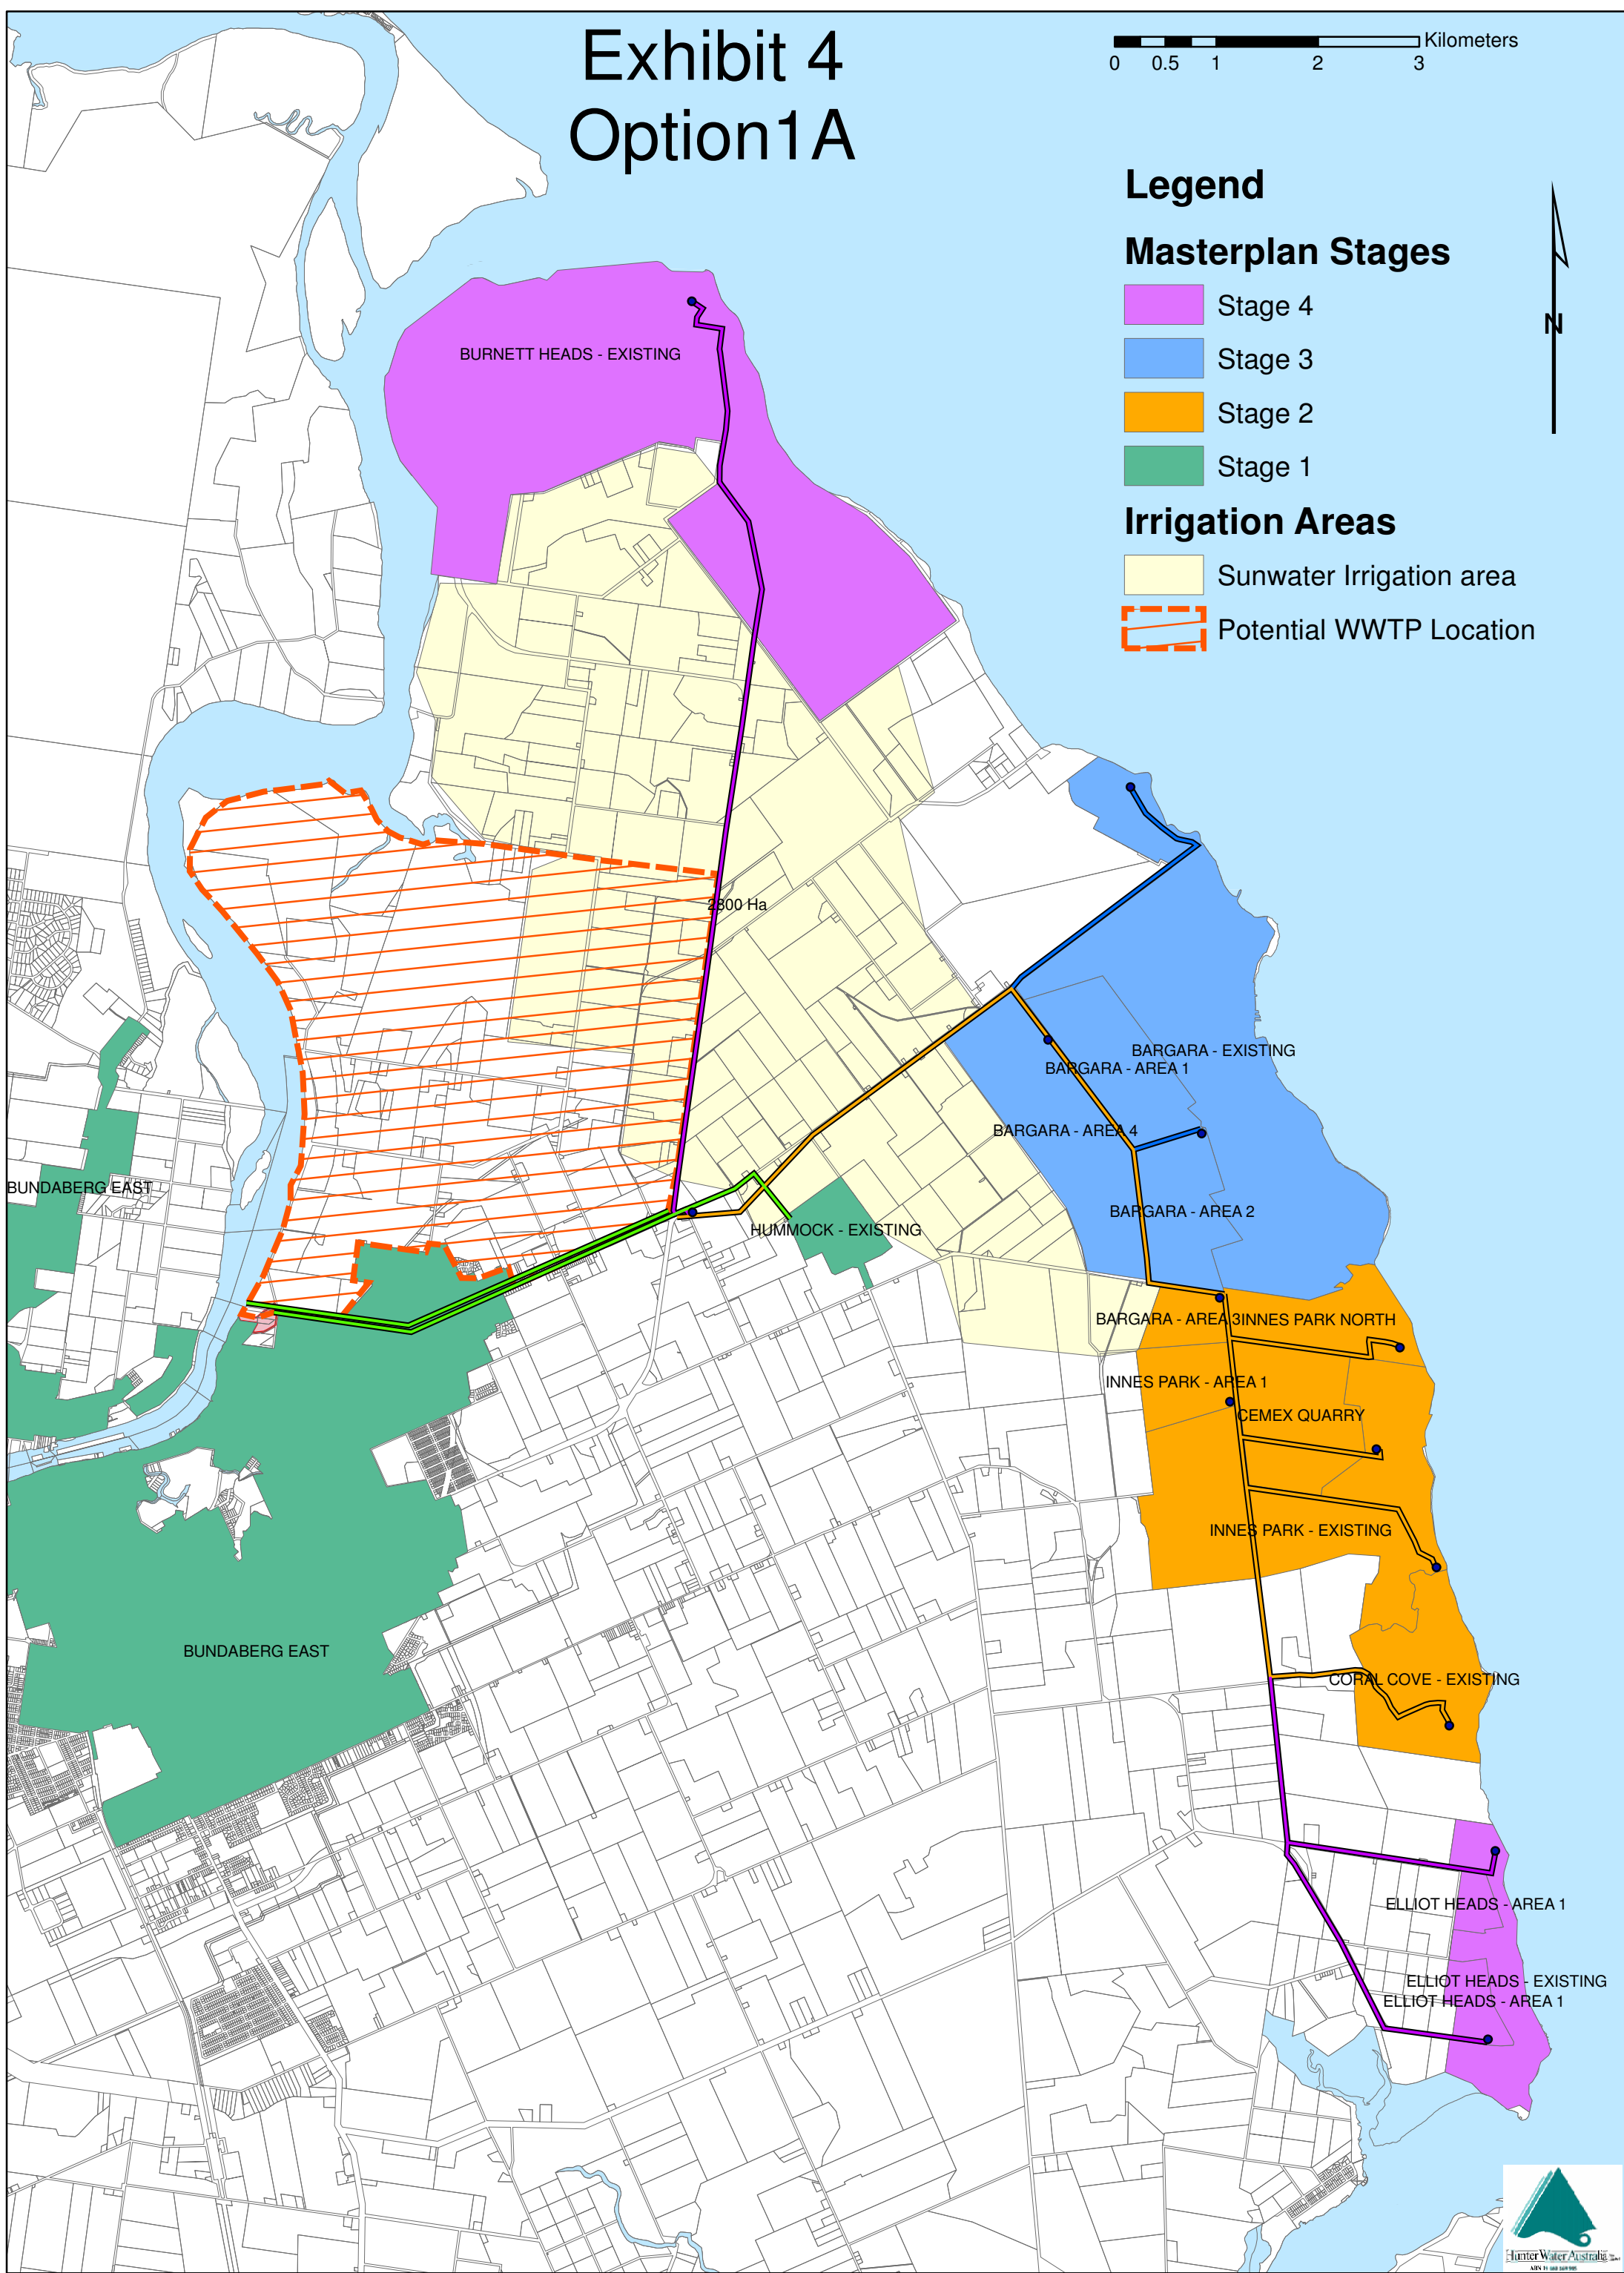 Exhibit 4
Option1A
Kilometers
0 0.5 1 2 3
Legend
Masterplan Stages
Stage 4
Stage 3
Stage 2
Stage 1
Irrigation Areas
Sunwater Irrigation area
Potential WWTP Location
N
BURNETT HEADS - EXISTING
2800 Ha
BARGARA - EXISTING
BARGARA - AREA 1
BARGARA - AREA 4
BUNDABERG EAST
BARGARA - AREA 2
HUMMOCK - EXISTING
BARGARA - AREA 3
INNES PARK NORTH
INNES PARK - AREA 1
CEMEX QUARRY
INNES PARK - EXISTING
BUNDABERG EAST
CORAL COVE - EXISTING
ELLIOT HEADS - AREA 1
ELLIOT HEADS - EXISTING
ELLIOT HEADS - AREA 1
Hunter Water Australia